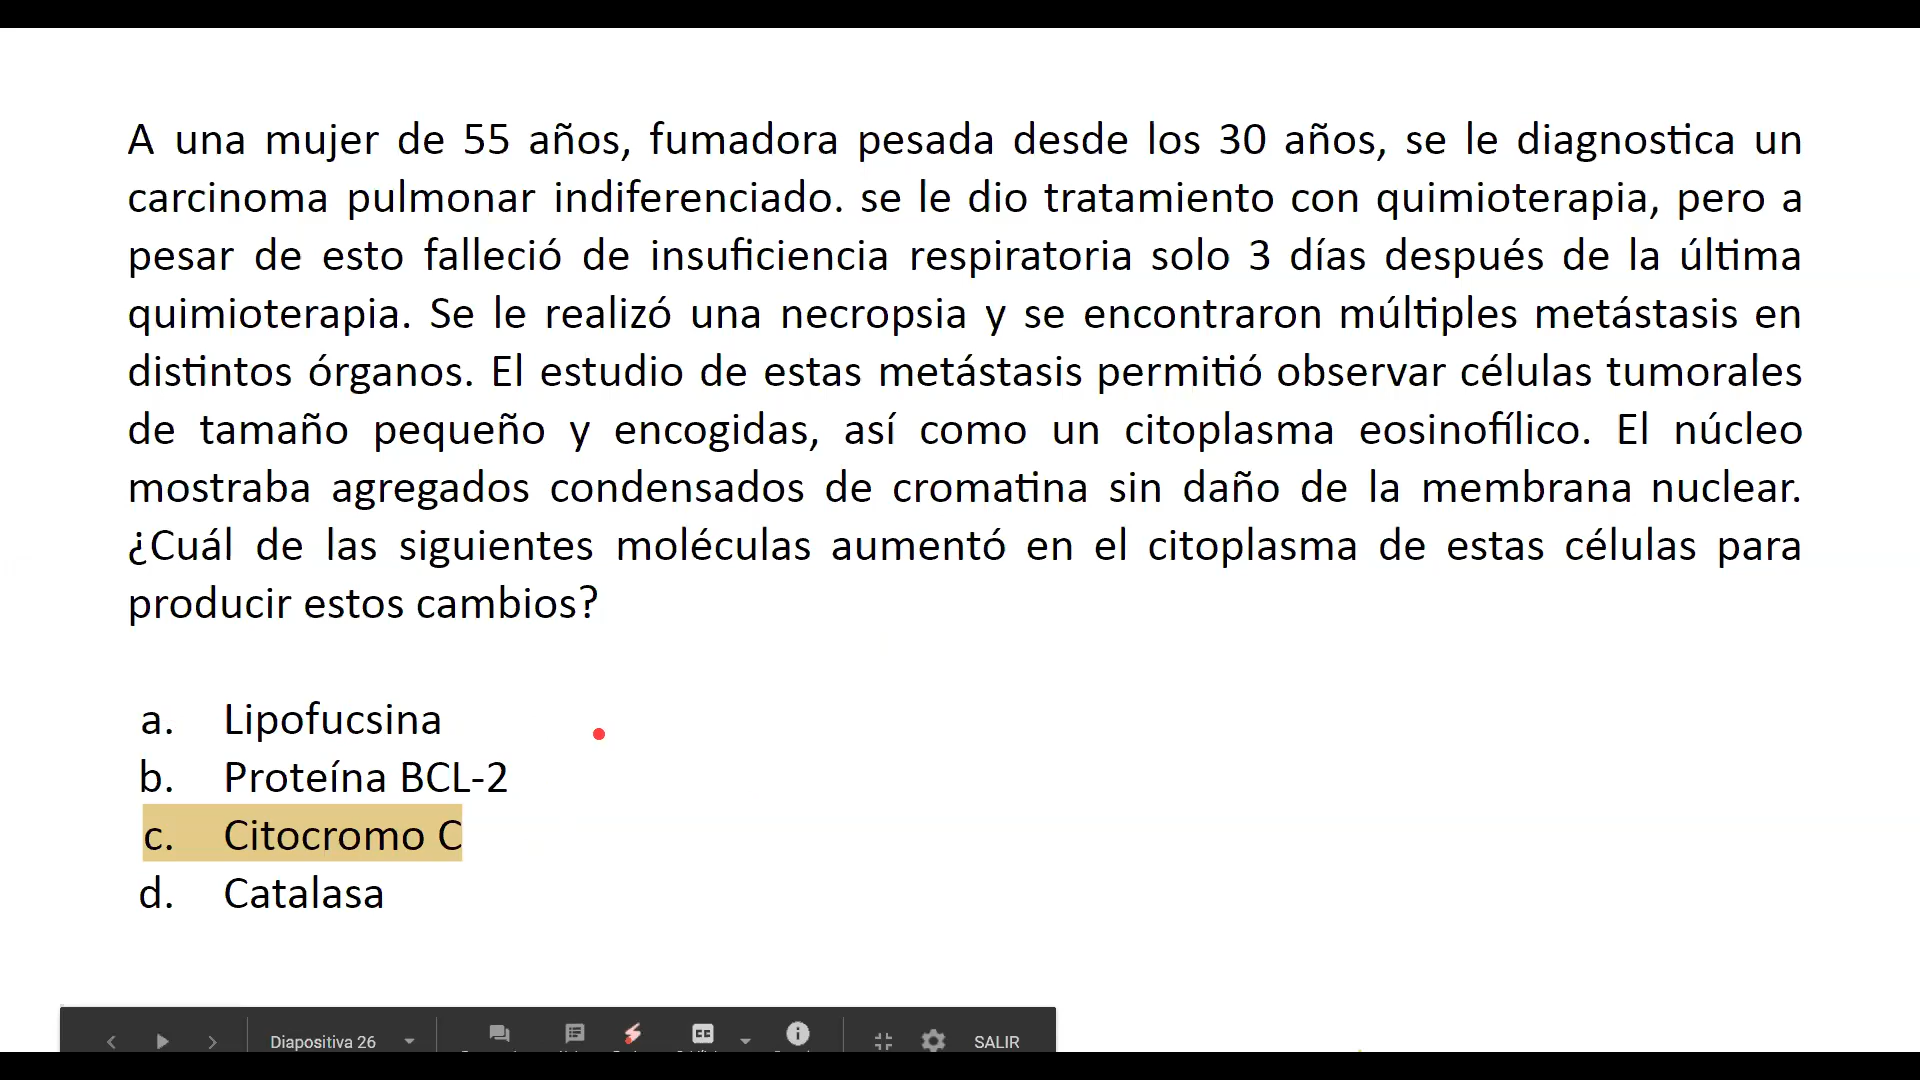 A una mujer de 55 años, fumadora pesada desde los 30 años, se le diagnostica un
carcinoma pulmonar indiferenciado. se le dio tratamiento con quimioterapia, pero a
pesar de esto falleció de insuficiencia respiratoria solo 3 días después de la última
quimioterapia. Se le realizó una necropsia y se encontraron múltiples metástasis en
distintos órganos. El estudio de estas metástasis permitió observar células tumorales
de tamaño pequeño y encogidas, así como un citoplasma eosinofílico. El núcleo
mostraba agregados condensados de cromatina sin daño de la membrana nuclear.
¿Cuál de las siguientes moléculas aumentó en el citoplasma de estas células para
producir estos cambios?
a. Lipofucsina
b. Proteína BCL-2
c. Citocromo C
d. Catalasa
Diapositiva 26 CC SALIR